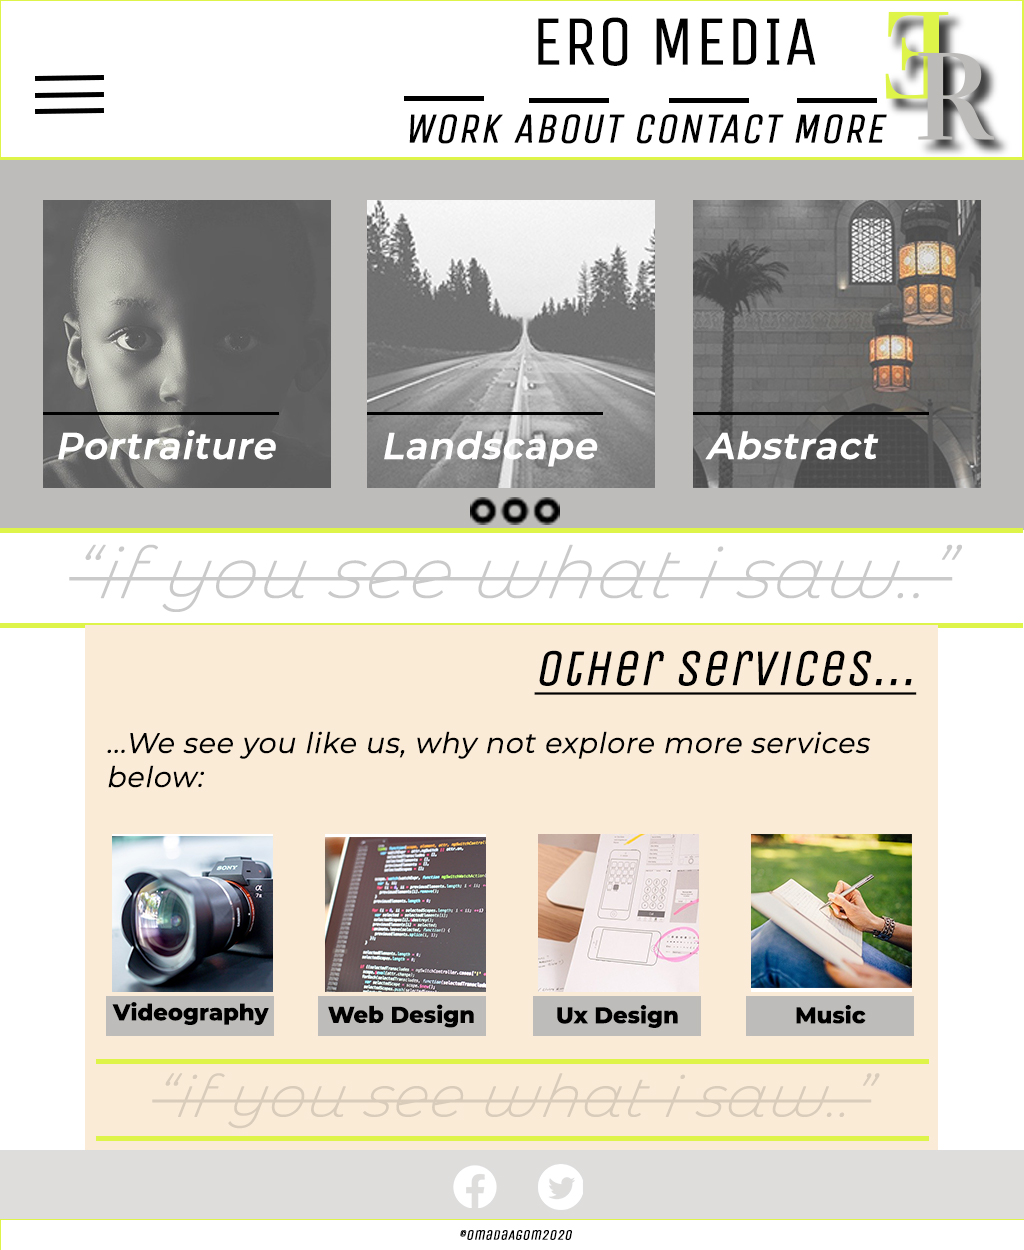 ERO MEDIA
ER
WORK ABOUT CONTACT MORE
Portraiture
Landscape
Abstract
“if you see what i saw..”
other services...
...We see you like us, why not explore more services
below:
SONY
Videography
Web Design
Ux Design
Music
“if you see what i saw..”
©OMADAAGOM2020